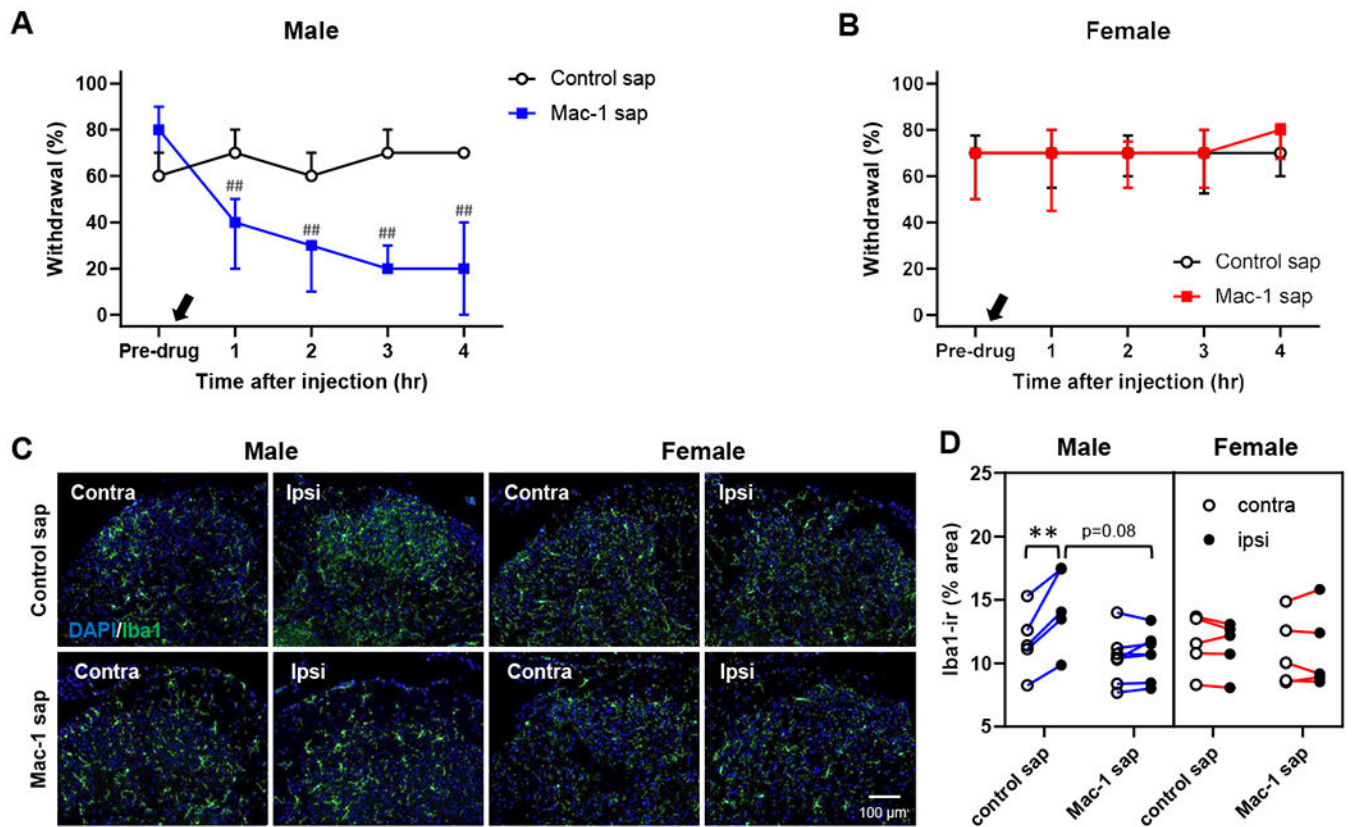 A
Male
Control sap
Mac-1 sap
Withdrawal (%)
100
80
60
40
20
0
##
##
##
##
Pre-drug 1 2 3 4
Time after injection (hr)
B
Female
Withdrawal (%)
100
80
60
40
20
0
Control sap
Mac-1 sap
Pre-drug 1 2 3 4
Time after injection (hr)
C
Male Female
Control sap
Contra Ipsi Contra Ipsi
DAPI/Iba1
Mac-1 sap
Contra Ipsi Contra Ipsi
100 μm
D
Male Female
Iba1-ir (% area)
25
20
15
10
5
** p=0.08
contra
ipsi
control sap Mac-1 sap control sap Mac-1 sap